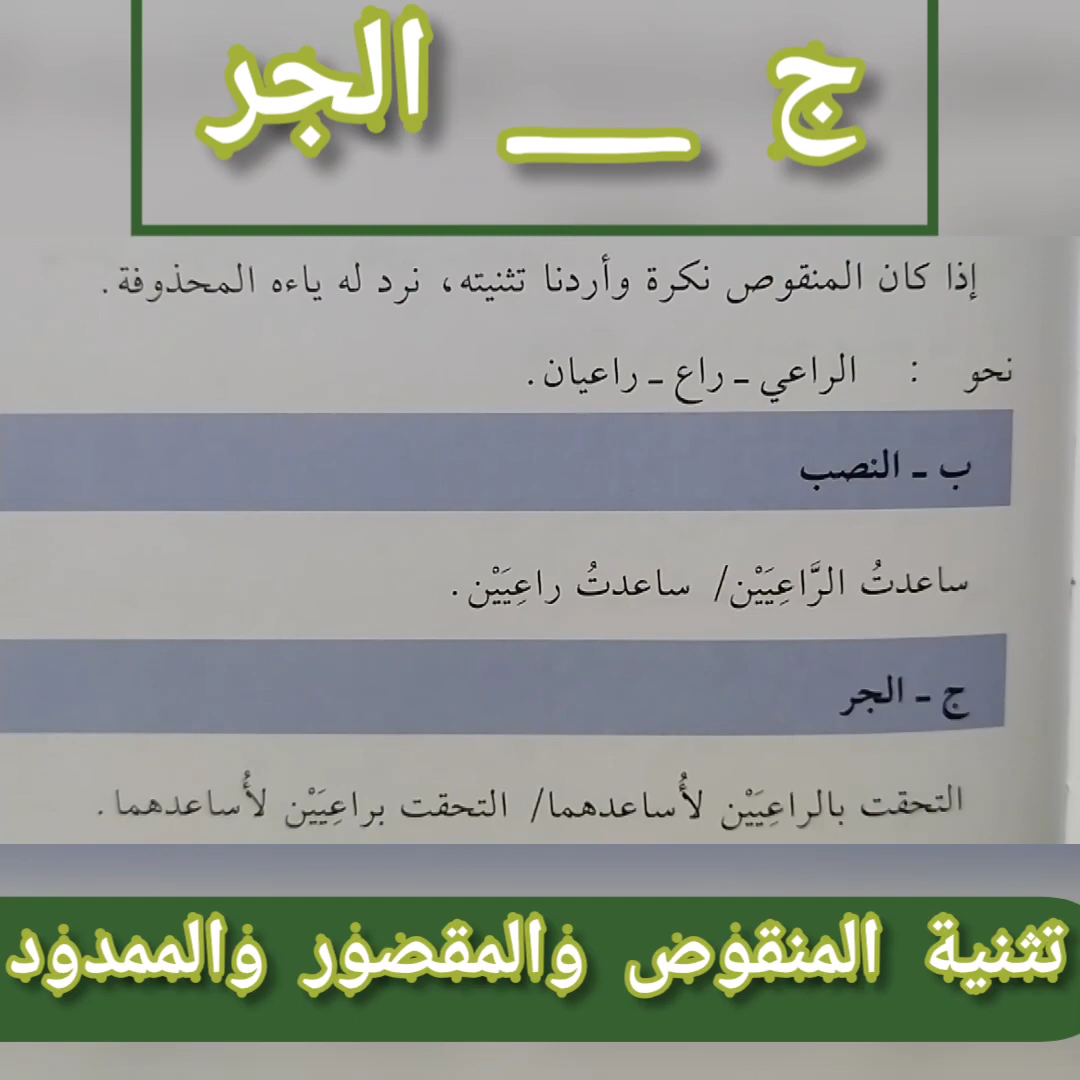 ج __ الجر
إذا كان المنقوص نكرة وأردنا تثنيته، نرد له ياءه المحذوفة.
نحو : الراعي - راع - راعيان.
ب - النصب
ساعدتُ الرَّاعِيَيْن/ ساعدتُ راعِيَيْن.
ج - الجر
التحقت بالراعِيَيْن لأُساعدهما/ التحقت براعِيَيْن لأُساعدهما.
تثنية المنقوص والمقصور والممدود